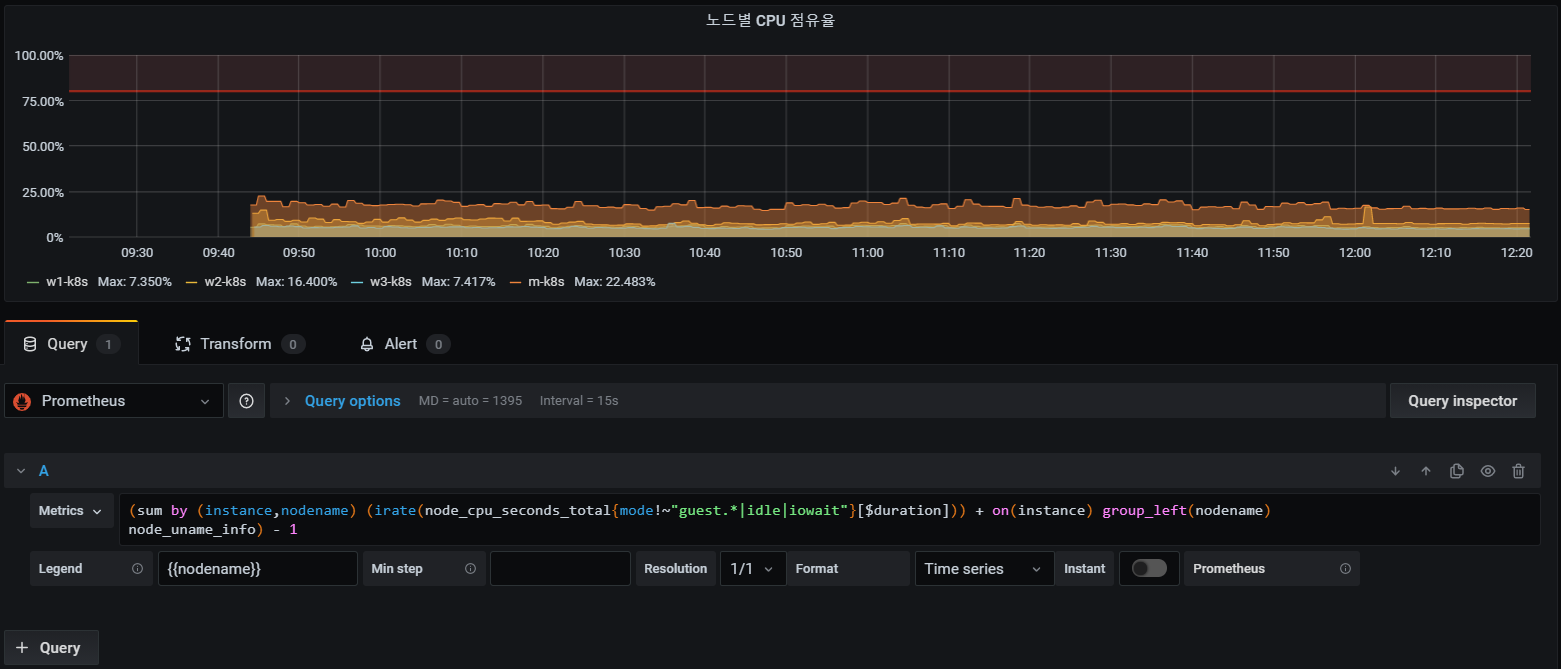 노드별 CPU 점유율
100.00%
75.00%
50.00%
25.00%
0%
09:30 09:40 09:50 10:00 10:10 10:20 10:30 10:40 10:50 11:00 11:10 11:20 11:30 11:40 11:50 12:00 12:10 12:20
w1-k8s Max: 7.350% w2-k8s Max: 16.400% w3-k8s Max: 7.417% m-k8s Max: 22.483%
Query 1 Transform 0 Alert 0
Prometheus Query options MD = auto = 1395 Interval = 15s Query inspector
A
Metrics (sum by (instance,nodename) (irate(node_cpu_seconds_total{mode!~"guest.*|idle|iowait"}[$duration])) + on(instance) group_left(nodename)
node_uname_info) - 1
Legend {{nodename}} Min step Resolution 1/1 Format Time series Instant Prometheus
+ Query